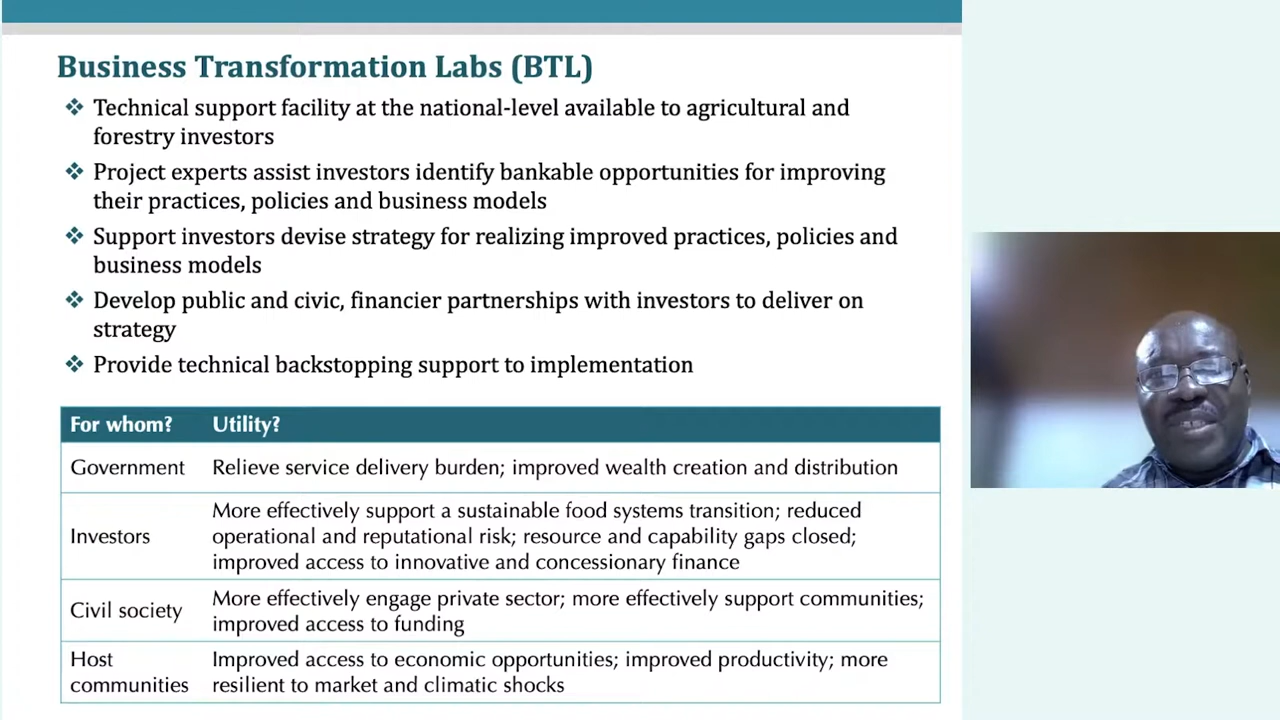 Business Transformation Labs (BTL)
❖ Technical support facility at the national-level available to agricultural and
forestry investors
❖ Project experts assist investors identify bankable opportunities for improving
their practices, policies and business models
❖ Support investors devise strategy for realizing improved practices, policies and
business models
❖ Develop public and civic, financier partnerships with investors to deliver on
strategy
❖ Provide technical backstopping support to implementation
For whom? Utility?
Government Relieve service delivery burden; improved wealth creation and distribution
Investors
More effectively support a sustainable food systems transition; reduced
operational and reputational risk; resource and capability gaps closed;
improved access to innovative and concessionary finance
Civil society
More effectively engage private sector; more effectively support communities;
improved access to funding
Host
communities
Improved access to economic opportunities; improved productivity; more
resilient to market and climatic shocks